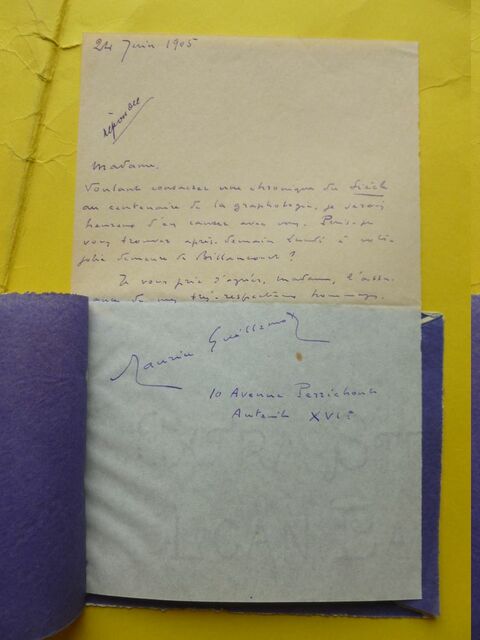 24 Juin 1905
répondu
Madame,
Voulant consacrer une chronique du Siècle
au centenaire de la graphologie, je serais
heureux d'en causer avec vous. Puis-je
vous trouver après-demain Lundi à votre
jolie demeure de Billancourt ?
Je vous prie d'agréer, Madame, l'assu-
rance de mes très-respectueux hommages.
Maurice Guillemot
10 Avenue Perrichont
Auteuil XVIe